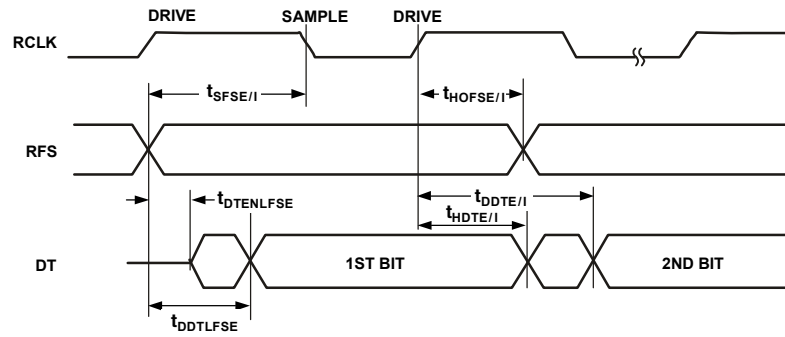 DRIVE SAMPLE DRIVE
RCLK
tSFSE/I tHOFSE/I
RFS
tDDTE/I
tDTENLFSE
tHDTE/I
DT 1ST BIT 2ND BIT
tDDTLFSE